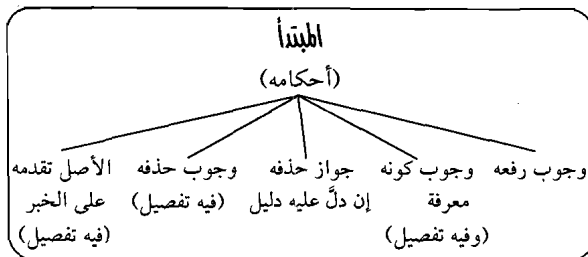 المبتدأ
(أحكامه)
وجوب رفعه
وجوب كونه
معرفة
(وفيه تفصيل)
جواز حذفه
إن دلَّ عليه دليل
وجوب حذفه
(فيه تفصيل)
الأصل تقدمه
على الخبر
(فيه تفصيل)